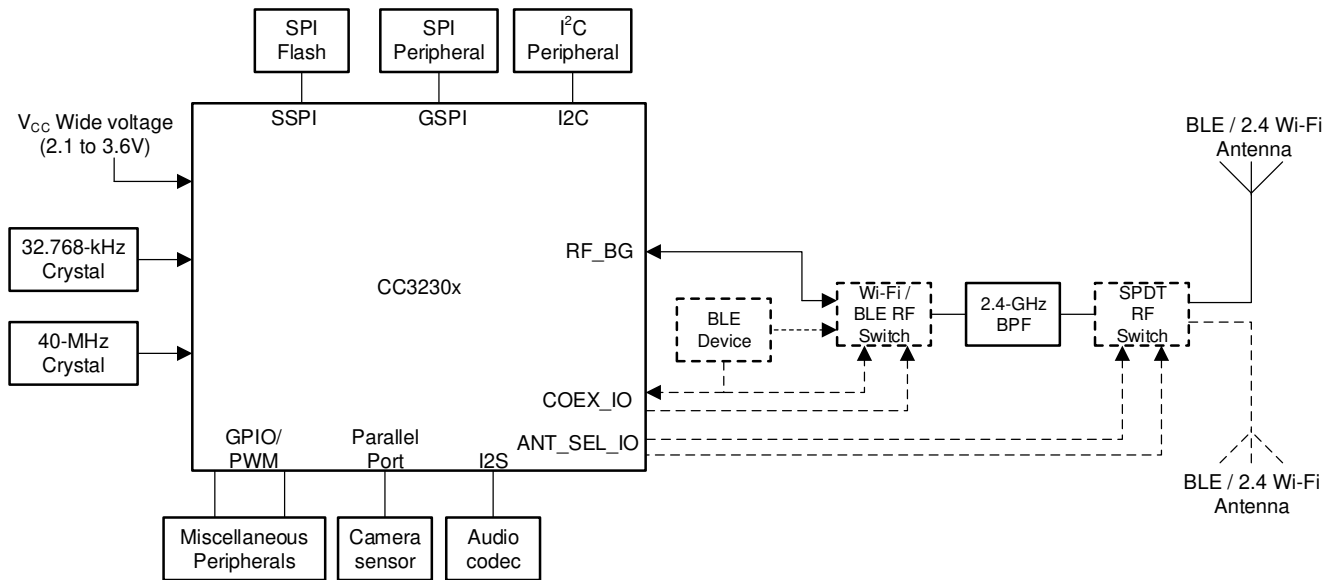 SPI
Flash
SPI
Peripheral
I²C
Peripheral
SSPI
GSPI
I2C
VCC Wide voltage
(2.1 to 3.6V)
BLE / 2.4 Wi-Fi
Antenna
32.768-kHz
Crystal
RF_BG
CC3230x
40-MHz
Crystal
BLE
Device
Wi-Fi /
BLE RF
Switch
2.4-GHz
BPF
SPDT
RF
Switch
COEX_IO
ANT_SEL_IO
GPIO/
PWM
Parallel
Port
I2S
BLE / 2.4 Wi-Fi
Antenna
Miscellaneous
Peripherals
Camera
sensor
Audio
codec